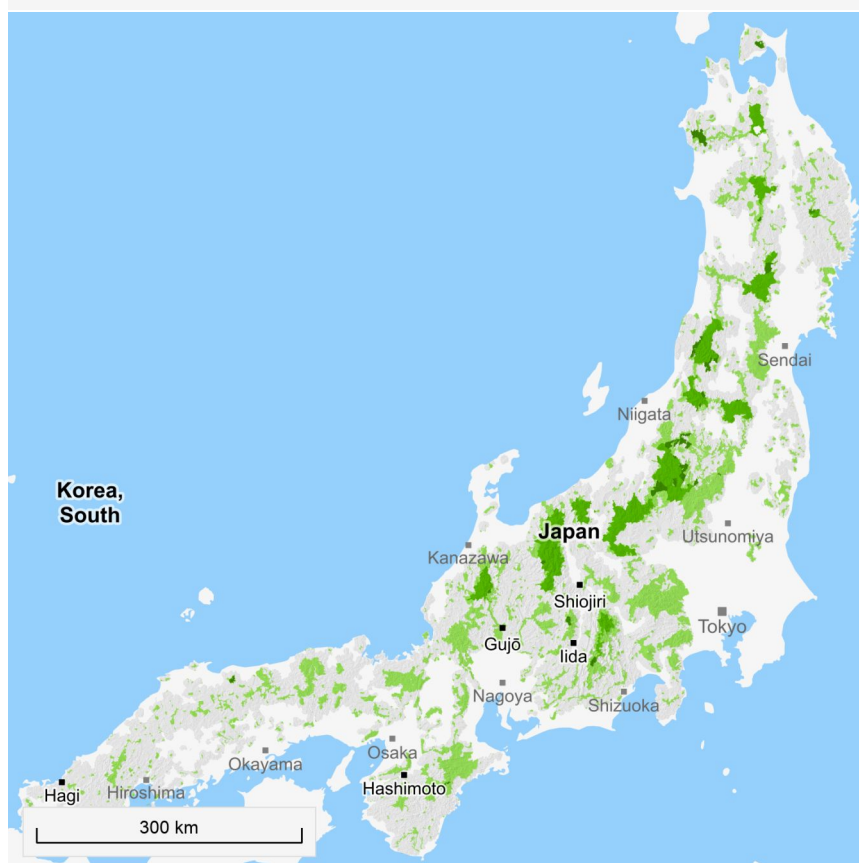 Sendai
Niigata
Korea,
South
Japan
Utsunomiya
Kanazawa
Shiojiri
Tokyo
Gujō
Iida
Nagoya
Shizuoka
Osaka
Okayama
Hashimoto
Hiroshima
Hagi
300 km